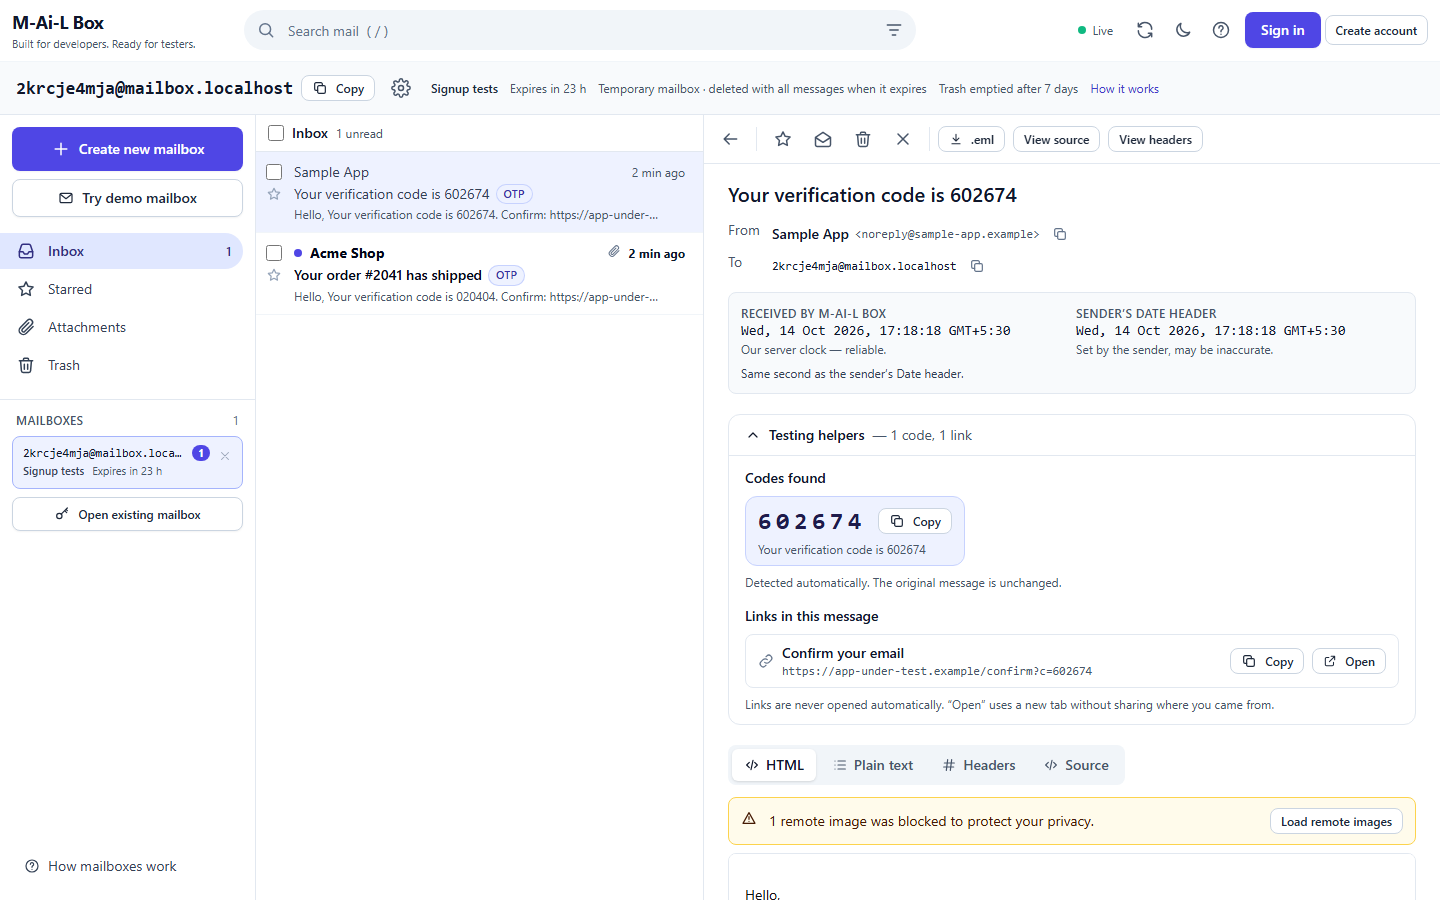 M-Ai-L Box
Built for developers. Ready for testers.
Search mail  ( / )
Live
Sign in
Create account
2krcje4mja@mailbox.localhost
Copy
Signup tests
Expires in 23 h
Temporary mailbox · deleted with all messages when it expires
Trash emptied after 7 days
How it works
Create new mailbox
Try demo mailbox
Inbox 1
Starred
Attachments
Trash
MAILBOXES 1
2krcje4mja@mailbox.loca… 1
Signup tests Expires in 23 h
Open existing mailbox
How mailboxes work
Inbox 1 unread
Sample App 2 min ago
Your verification code is 602674 OTP
Hello, Your verification code is 602674. Confirm: https://app-under-…
Acme Shop 2 min ago
Your order #2041 has shipped OTP
Hello, Your verification code is 020404. Confirm: https://app-under-…
.eml
View source
View headers
Your verification code is 602674
From Sample App <noreply@sample-app.example>
To 2krcje4mja@mailbox.localhost
RECEIVED BY M-AI-L BOX
Wed, 14 Oct 2026, 17:18:18 GMT+5:30
Our server clock — reliable.
SENDER'S DATE HEADER
Wed, 14 Oct 2026, 17:18:18 GMT+5:30
Set by the sender, may be inaccurate.
Same second as the sender's Date header.
Testing helpers — 1 code, 1 link
Codes found
602674 Copy
Your verification code is 602674
Detected automatically. The original message is unchanged.
Links in this message
Confirm your email
https://app-under-test.example/confirm?c=602674
Copy
Open
Links are never opened automatically. “Open” uses a new tab without sharing where you came from.
HTML
Plain text
Headers
Source
1 remote image was blocked to protect your privacy.
Load remote images
Hello,